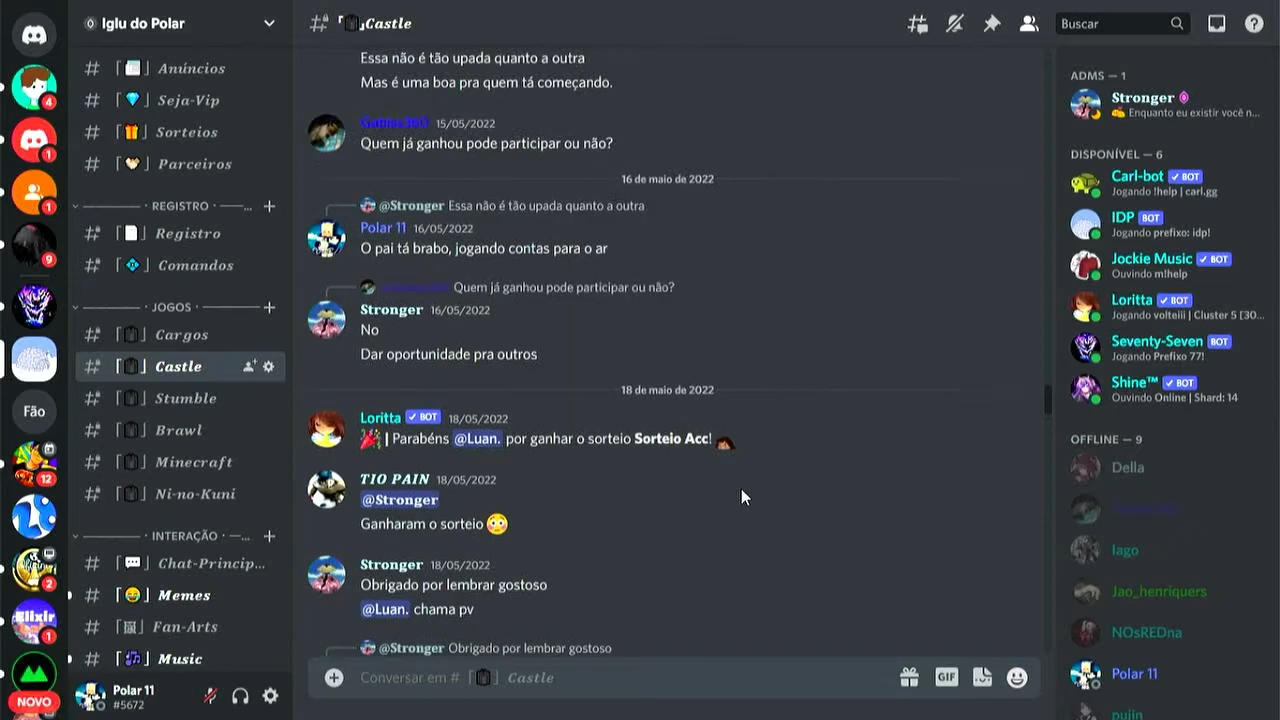 Iglu do Polar
Anúncios
Seja-Vip
Sorteios
Parceiros
REGISTRO
Registro
Comandos
JOGOS
Cargos
Castle
Stumble
Brawl
Minecraft
Ni-no-Kuni
INTERAÇÃO
Chat-Princip...
Memes
Fan-Arts
Music
Polar 11
#5672
4
1
1
9
Fão
12
2
Elixir
1
NOVO
Castle
Buscar
Essa não é tão upada quanto a outra
Mas é uma boa pra quem tá começando.
15/05/2022
Quem já ganhou pode participar ou não?
16 de maio de 2022
@Stronger Essa não é tão upada quanto a outra
Polar 11 16/05/2022
O pai tá brabo, jogando contas para o ar
Quem já ganhou pode participar ou não?
Stronger 16/05/2022
No
Dar oportunidade pra outros
18 de maio de 2022
Loritta ✓ BOT 18/05/2022
🎉 | Parabéns @Luan. por ganhar o sorteio Sorteio Acc!
TIO PAIN 18/05/2022
@Stronger
Ganharam o sorteio 😳
Stronger 18/05/2022
Obrigado por lembrar gostoso
@Luan. chama pv
@Stronger Obrigado por lembrar gostoso
Conversar em # Castle
GIF
ADMS — 1
Stronger
✍ Enquanto eu existir você n...
DISPONÍVEL — 6
Carl-bot ✓ BOT
Jogando !help | carl.gg
IDP BOT
Jogando prefixo: idp!
Jockie Music ✓ BOT
Ouvindo m!help
Loritta ✓ BOT
Jogando volteiii | Cluster 5 [30...
Seventy-Seven BOT
Jogando Prefixo 77!
Shine™ ✓ BOT
Ouvindo Online | Shard: 14
OFFLINE — 9
Della
Iago
Jao_henriquers
NOsREDna
Polar 11